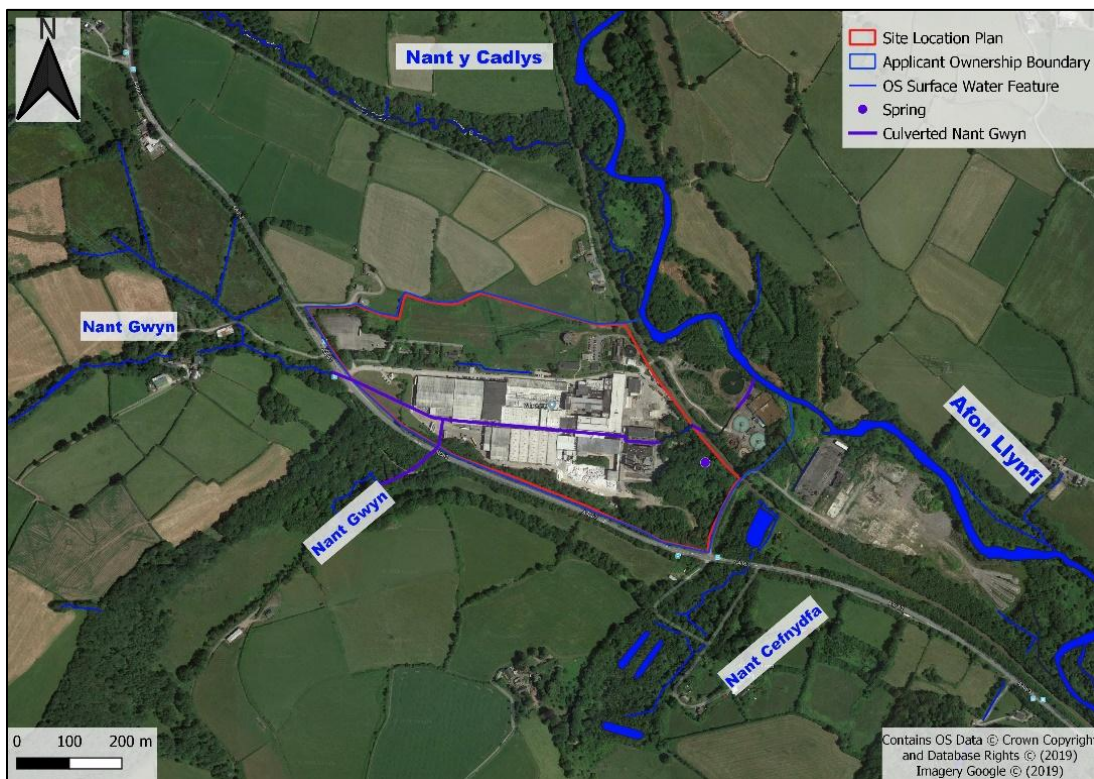 N
Nant y Cadlys
Site Location Plan
Applicant Ownership Boundary
OS Surface Water Feature
Spring
Culverted Nant Gwyn
Nant Gwyn
Afon Llynfi
Nant Gwyn
Nant Cefnydfa
0 100 200 m
Contains OS Data © Crown Copyright
and Database Rights © (2019)
Imagery Google © (2019)